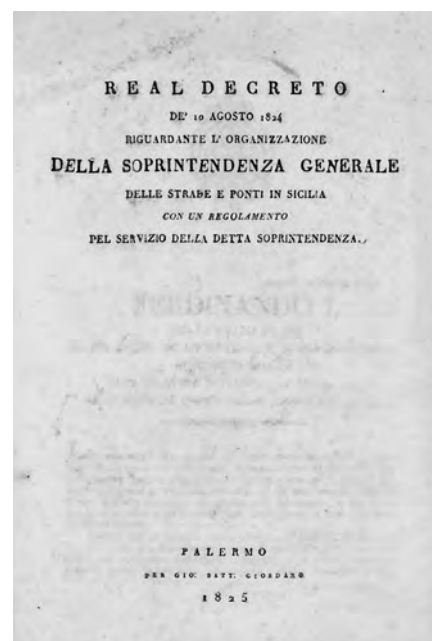 REAL DECRETO
DE' 10 AGOSTO 1824
RIGUARDANTE L' ORGANIZZAZIONE
DELLA SOPRINTENDENZA GENERALE
DELLE STRADE E PONTI IN SICILIA
CON UN REGOLAMENTO
PEL SERVIZIO DELLA DETTA SOPRINTENDENZA.
FERDINANDO I.
PALERMO
PER GIO: BATT: GIORDANO
1825